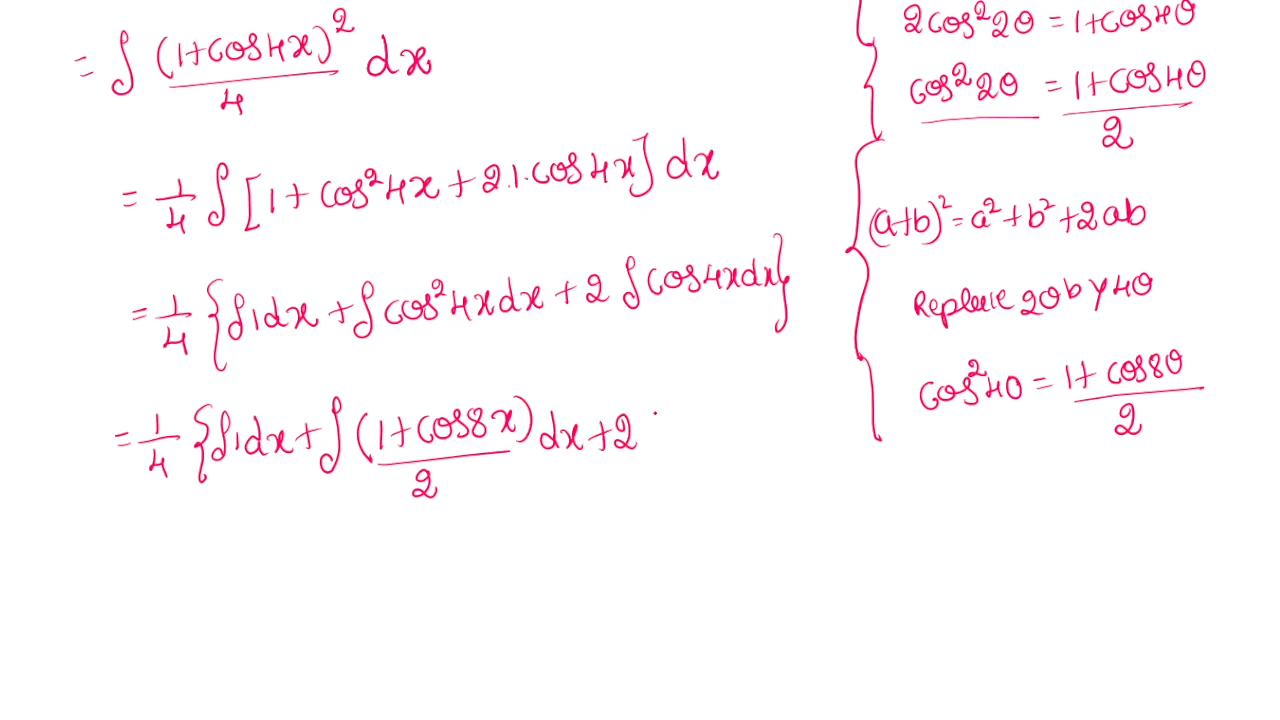 = ∫ (1+cos4x)²/4 dx
= 1/4 ∫ [1 + cos²4x + 2.1.cos4x] dx
= 1/4 {∫1dx + ∫cos²4x dx + 2 ∫cos4xdx}
= 1/4 {∫1dx + ∫(1+cos8x)/2 dx + 2
2cos²2θ = 1+cos4θ
cos²2θ = 1+cos4θ/2
(a+b)² = a²+b²+2ab
Replace 2θ by 4θ
cos²4θ = 1+cos8θ/2